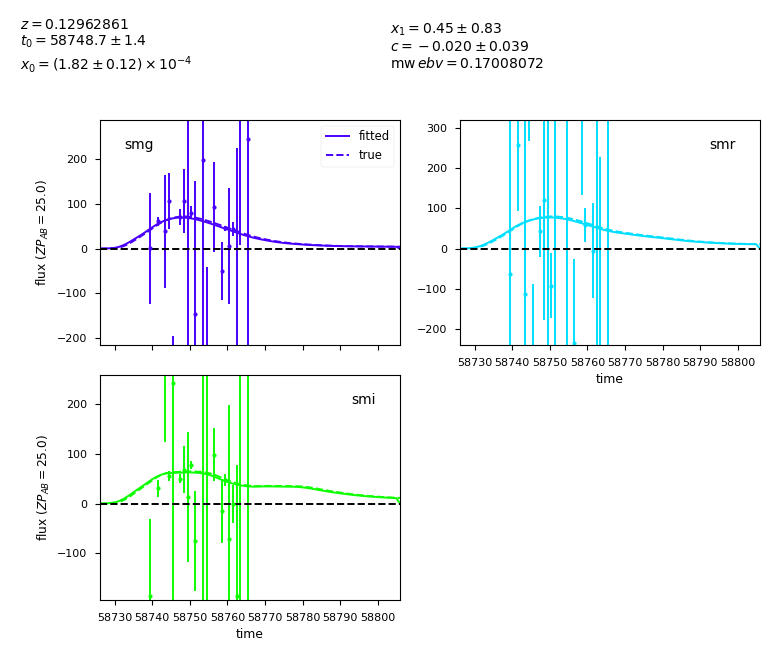 z = 0.12962861
t₀ = 58748.7 ± 1.4
x₀ = (1.82 ± 0.12) × 10⁻⁴
x₁ = 0.45 ± 0.83
c = −0.020 ± 0.039
mw ebv = 0.17008072
smg
fitted
true
200
100
0
−100
−200
flux (ZP_AB = 25.0)
smr
300
200
100
0
−100
−200
58730 58740 58750 58760 58770 58780 58790 58800
time
smi
200
100
0
−100
flux (ZP_AB = 25.0)
58730 58740 58750 58760 58770 58780 58790 58800
time